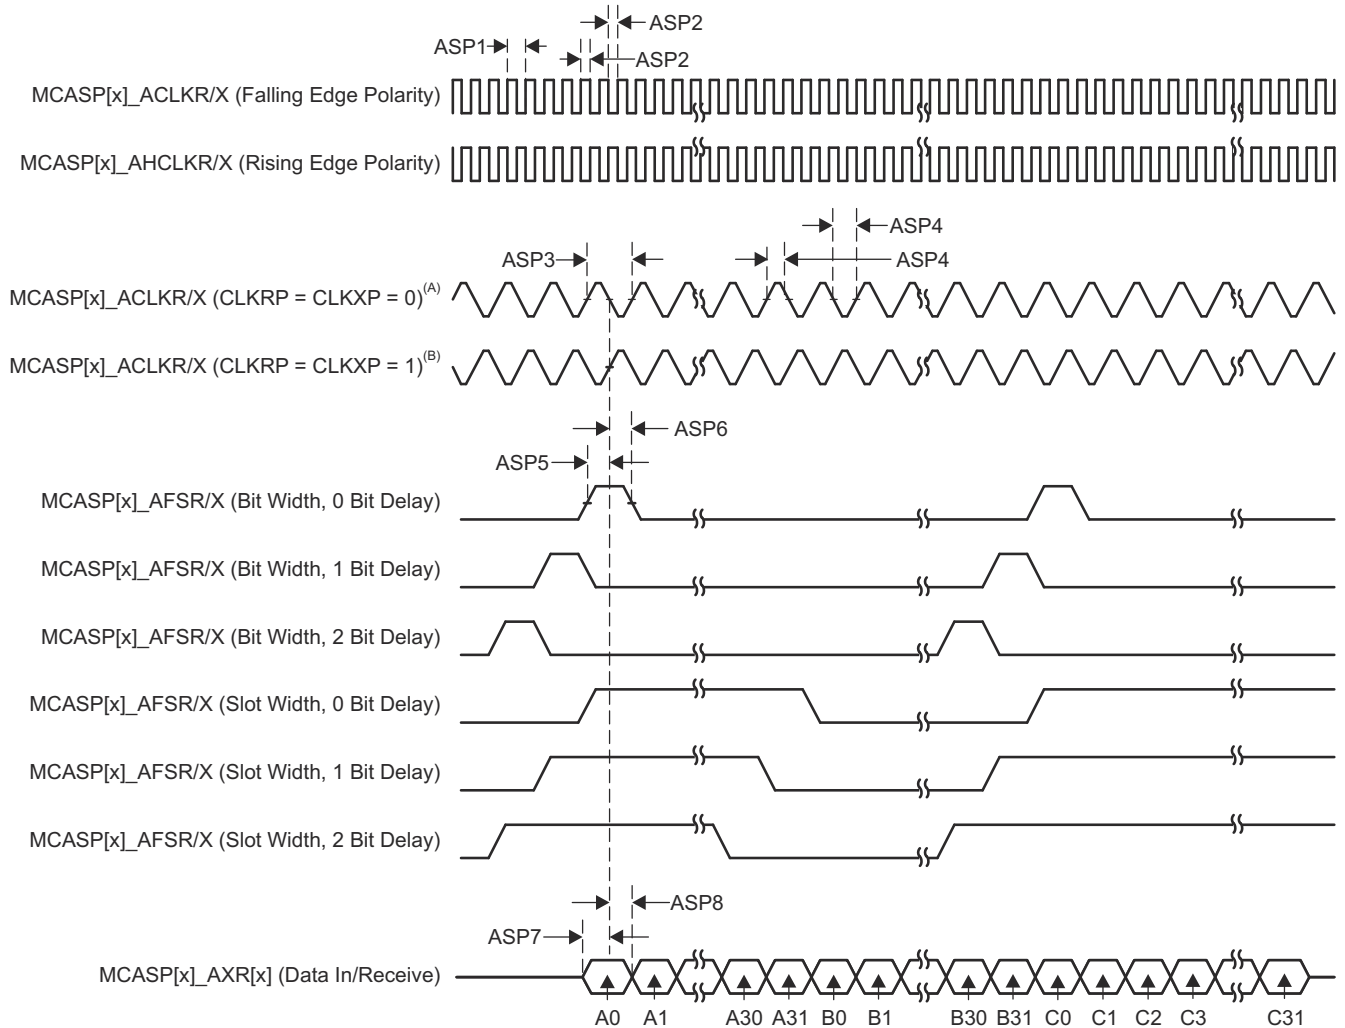 ASP2
ASP1
ASP2
MCASP[x]_ACLKR/X (Falling Edge Polarity)
MCASP[x]_AHCLKR/X (Rising Edge Polarity)
ASP4
ASP3
ASP4
MCASP[x]_ACLKR/X (CLKRP = CLKXP = 0)(A)
MCASP[x]_ACLKR/X (CLKRP = CLKXP = 1)(B)
ASP6
ASP5
MCASP[x]_AFSR/X (Bit Width, 0 Bit Delay)
MCASP[x]_AFSR/X (Bit Width, 1 Bit Delay)
MCASP[x]_AFSR/X (Bit Width, 2 Bit Delay)
MCASP[x]_AFSR/X (Slot Width, 0 Bit Delay)
MCASP[x]_AFSR/X (Slot Width, 1 Bit Delay)
MCASP[x]_AFSR/X (Slot Width, 2 Bit Delay)
ASP8
ASP7
MCASP[x]_AXR[x] (Data In/Receive)
A0 A1 A30 A31 B0 B1 B30 B31 C0 C1 C2 C3 C31